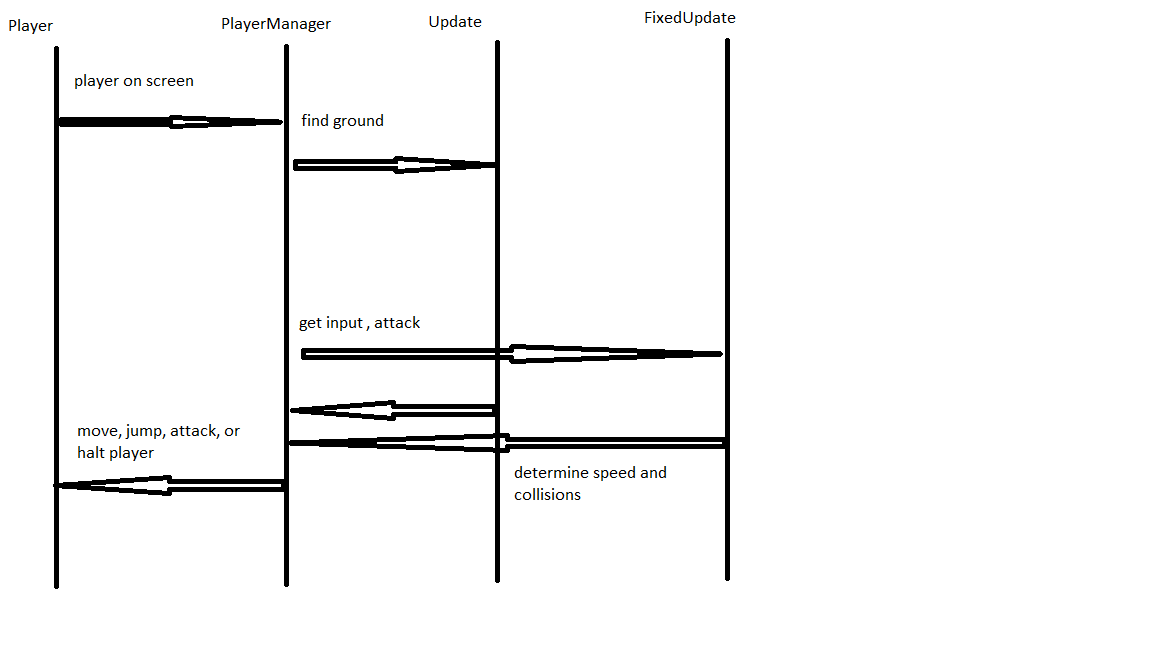 Player
PlayerManager
Update
FixedUpdate
player on screen
find ground
get input , attack
move, jump, attack, or
halt player
determine speed and
collisions